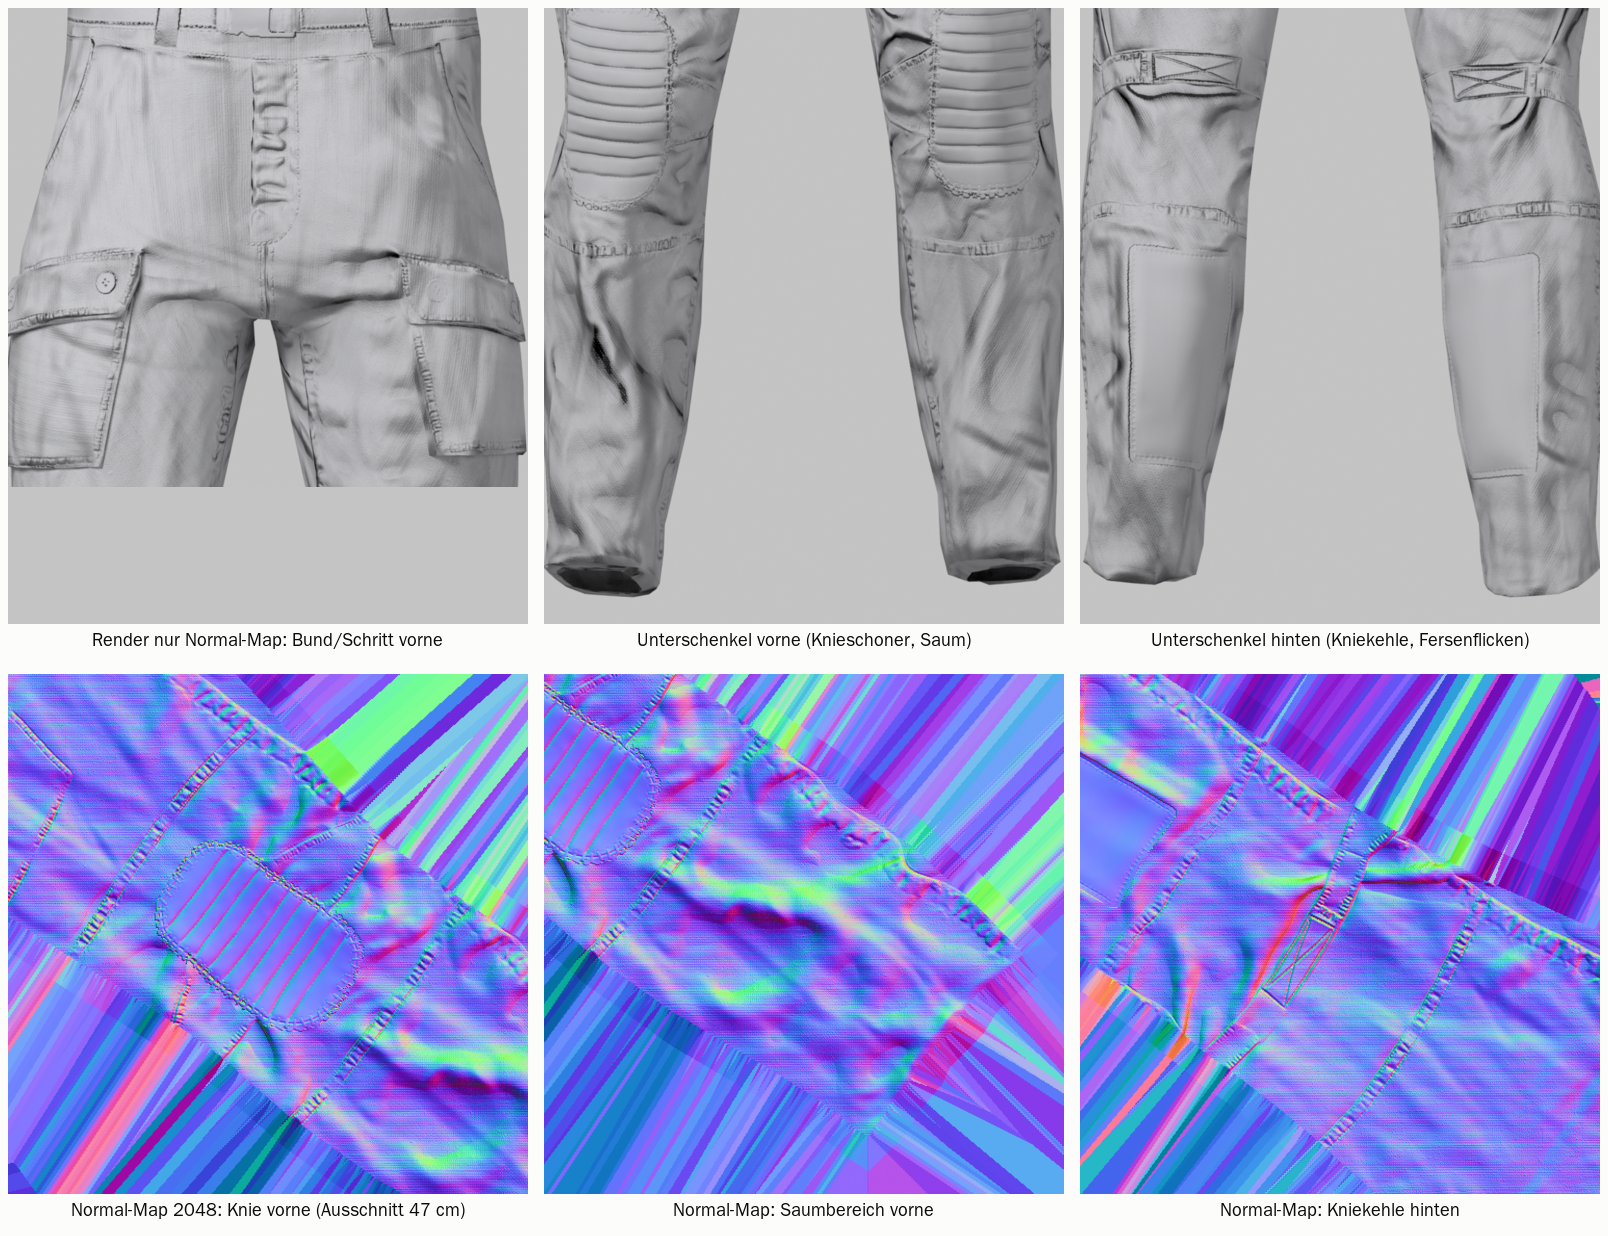 Render nur Normal-Map: Bund/Schritt vorne
Unterschenkel vorne (Knieschoner, Saum)
Unterschenkel hinten (Kniekehle, Fersenflicken)
Normal-Map 2048: Knie vorne (Ausschnitt 47 cm)
Normal-Map: Saumbereich vorne
Normal-Map: Kniekehle hinten